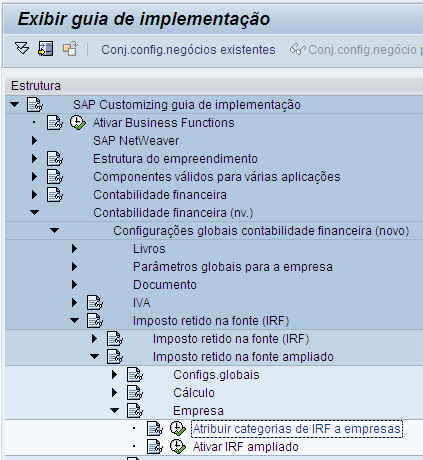 Exibir guia de implementação
Conj.config.negócios existentes Conj.config.negócio
Estrutura
SAP Customizing guia de implementação
Ativar Business Functions
SAP NetWeaver
Estrutura do empreendimento
Componentes válidos para várias aplicações
Contabilidade financeira
Contabilidade financeira (nv.)
Configurações globais contabilidade financeira (novo)
Livros
Parâmetros globais para a empresa
Documento
IVA
Imposto retido na fonte (IRF)
Imposto retido na fonte (IRF)
Imposto retido na fonte ampliado
Configs.globais
Cálculo
Empresa
Atribuir categorias de IRF a empresas
Ativar IRF ampliado